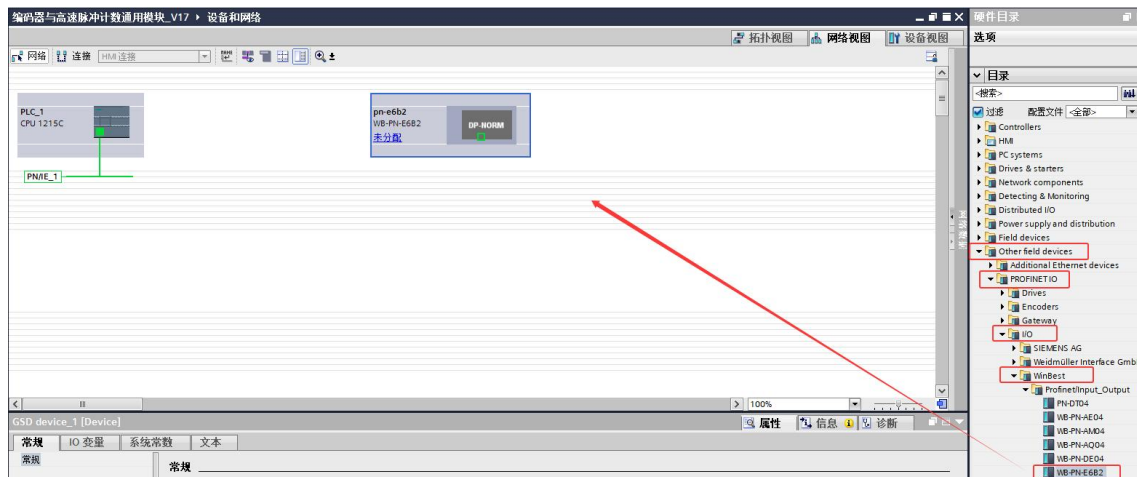 编码器与高速脉冲计数通用模块_V17 ▸ 设备和网络
硬件目录
拓扑视图 网络视图 设备视图
选项
网络 连接 HMI连接
目录
<搜索>
过滤 配置文件 <全部>
PLC_1
CPU 1215C
pn-e6b2
WB-PN-E6B2
未分配
DP-NORM
PN/IE_1
Controllers
HMI
PC systems
Drives & starters
Network components
Detecting & Monitoring
Distributed I/O
Power supply and distribution
Field devices
Other field devices
Additional Ethernet devices
PROFINET IO
Drives
Encoders
Gateway
I/O
SIEMENS AG
Weidmüller Interface Gmb
WinBest
Profinet/Input_Output
PN-DT04
WB-PN-AE04
WB-PN-AM04
WB-PN-AQ04
WB-PN-DE04
WB-PN-E6B2
网络数据
100%
GSD device_1 [Device]
属性 信息 诊断
常规 IO 变量 系统常数 文本
常规
常规